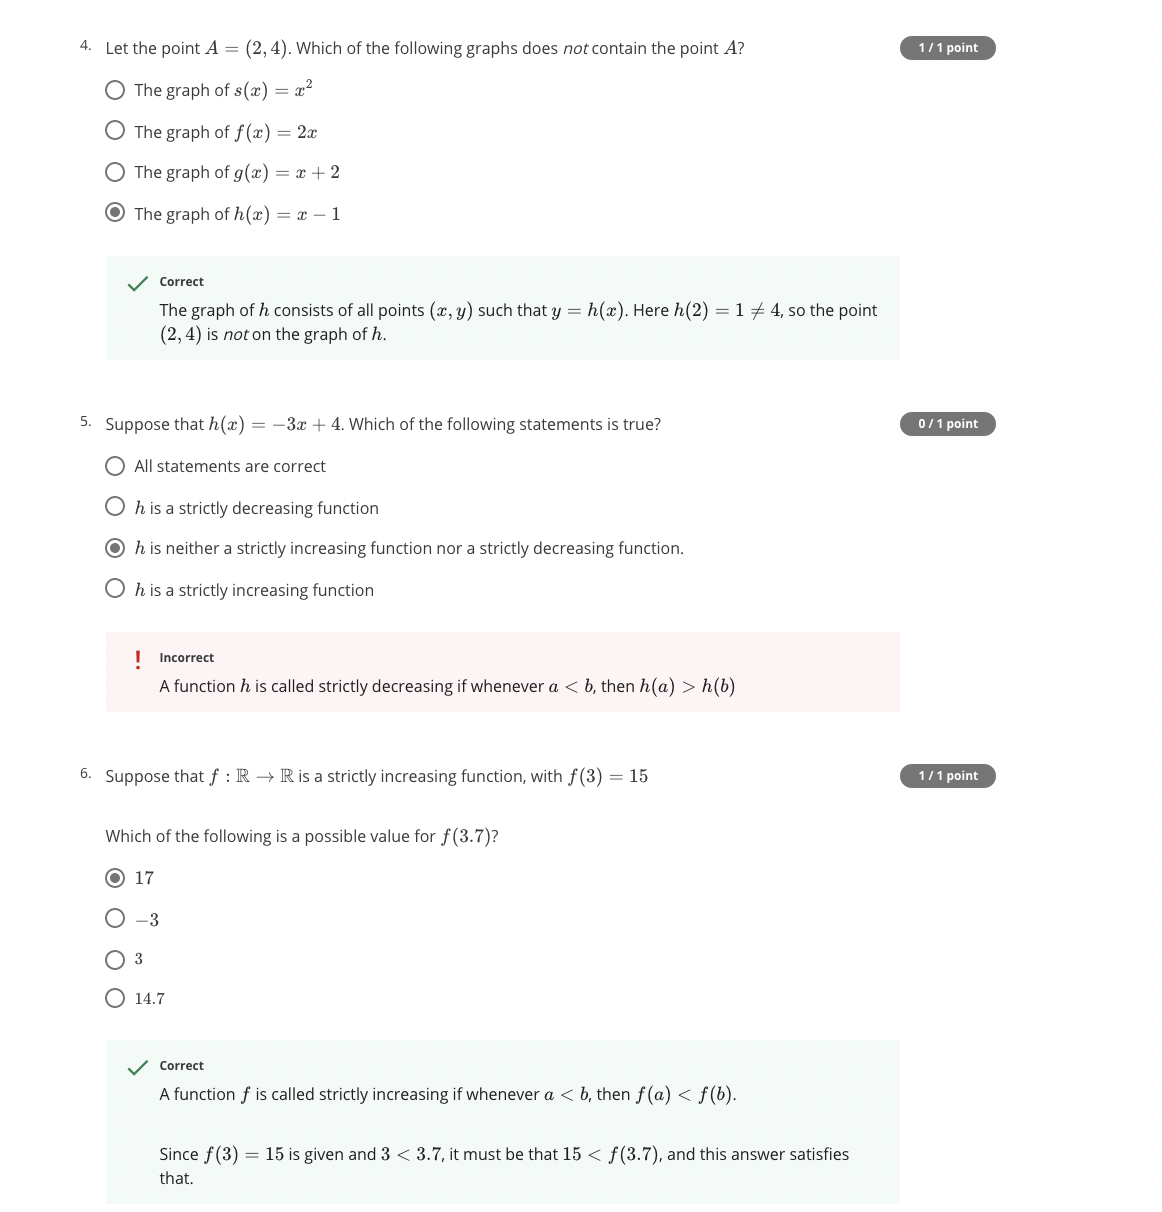 4. Let the point A = (2, 4). Which of the following graphs does not contain the point A?
1 / 1 point
The graph of s(x) = x²
The graph of f(x) = 2x
The graph of g(x) = x + 2
The graph of h(x) = x − 1
Correct
The graph of h consists of all points (x, y) such that y = h(x). Here h(2) = 1 ≠ 4, so the point
(2, 4) is not on the graph of h.
5. Suppose that h(x) = −3x + 4. Which of the following statements is true?
0 / 1 point
All statements are correct
h is a strictly decreasing function
h is neither a strictly increasing function nor a strictly decreasing function.
h is a strictly increasing function
Incorrect
A function h is called strictly decreasing if whenever a < b, then h(a) > h(b)
6. Suppose that f : ℝ → ℝ is a strictly increasing function, with f(3) = 15
1 / 1 point
Which of the following is a possible value for f(3.7)?
17
−3
3
14.7
Correct
A function f is called strictly increasing if whenever a < b, then f(a) < f(b).
Since f(3) = 15 is given and 3 < 3.7, it must be that 15 < f(3.7), and this answer satisfies
that.